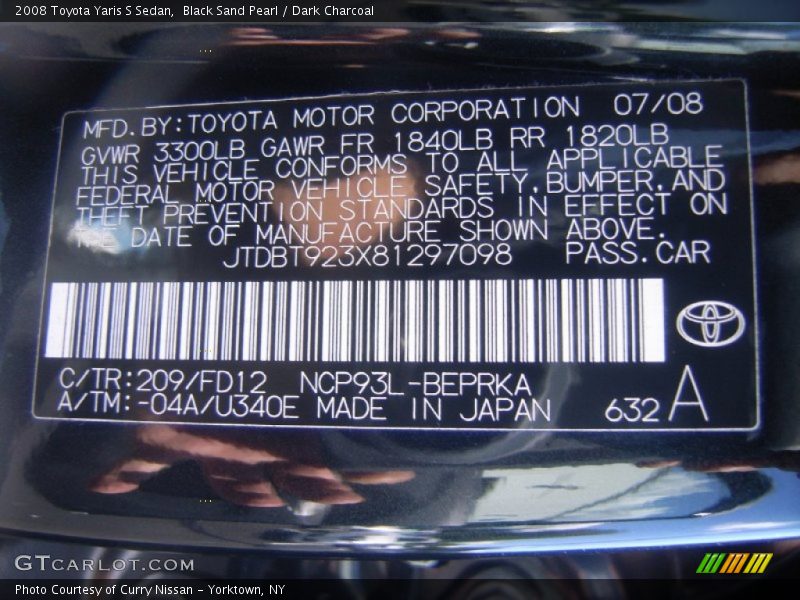 2008 Toyota Yaris S Sedan, Black Sand Pearl / Dark Charcoal
MFD. BY: TOYOTA MOTOR CORPORATION 07/08
GVWR 3300LB GAWR FR 1840LB RR 1820LB
THIS VEHICLE CONFORMS TO ALL APPLICABLE
FEDERAL MOTOR VEHICLE SAFETY, BUMPER, AND
THEFT PREVENTION STANDARDS IN EFFECT ON
THE DATE OF MANUFACTURE SHOWN ABOVE.
JTDBT923X81297098 PASS. CAR
C/TR: 209/FD12 NCP93L-BEPRKA A
A/TM: -04A/U340E MADE IN JAPAN 632
GTCARLOT.COM
Photo Courtesy of Curry Nissan - Yorktown, NY